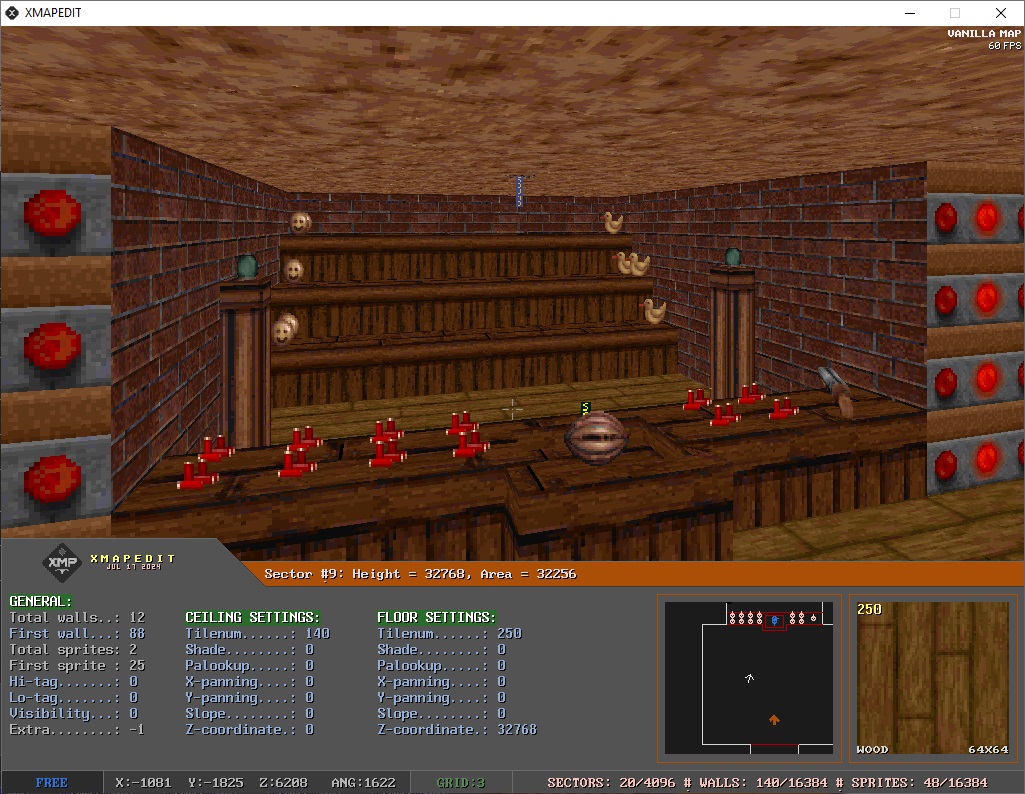 XMAPEDIT
VANILLA MAP
60 FPS
XMP
XMAPEDIT
JUL 17 2024
Sector #9: Height = 32768, Area = 32256
GENERAL:
Total walls..: 12
First wall...: 88
Total sprites: 2
First sprite : 25
Hi-tag.......: 0
Lo-tag.......: 0
Visibility...: 0
Extra........: -1
CEILING SETTINGS:
Tilenum......: 140
Shade........: 0
Palookup.....: 0
X-panning....: 0
Y-panning....: 0
Slope........: 0
Z-coordinate.: 0
FLOOR SETTINGS:
Tilenum......: 250
Shade........: 0
Palookup.....: 0
X-panning....: 0
Y-panning....: 0
Slope........: 0
Z-coordinate.: 32768
250
WOOD 64X64
FREE X:-1081 Y:-1825 Z:6208 ANG:1622 GRID:3 SECTORS: 20/4096 # WALLS: 140/16384 # SPRITES: 48/16384